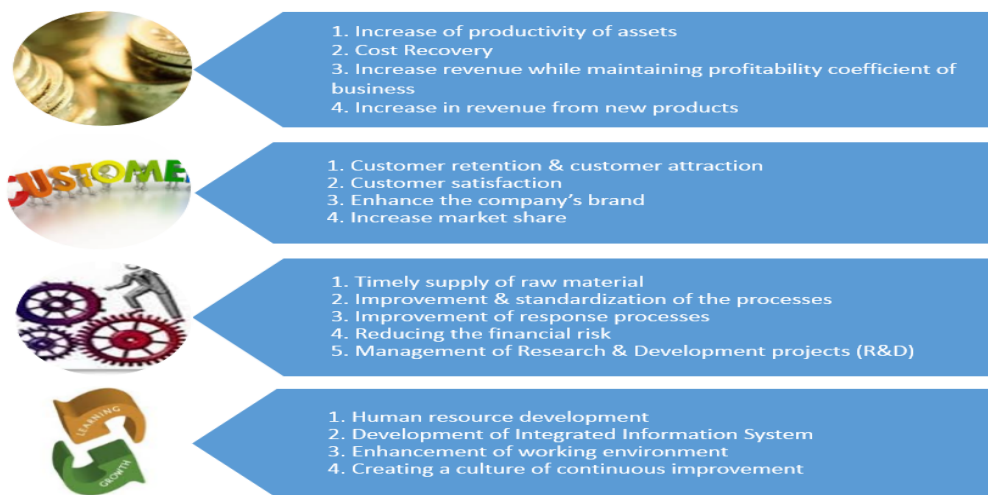 1. Increase of productivity of assets
2. Cost Recovery
3. Increase revenue while maintaining profitability coefficient of
business
4. Increase in revenue from new products
CUSTOME
1. Customer retention & customer attraction
2. Customer satisfaction
3. Enhance the company's brand
4. Increase market share
1. Timely supply of raw material
2. Improvement & standardization of the processes
3. Improvement of response processes
4. Reducing the financial risk
5. Management of Research & Development projects (R&D)
LEARNING
GROWTH
1. Human resource development
2. Development of Integrated Information System
3. Enhancement of working environment
4. Creating a culture of continuous improvement